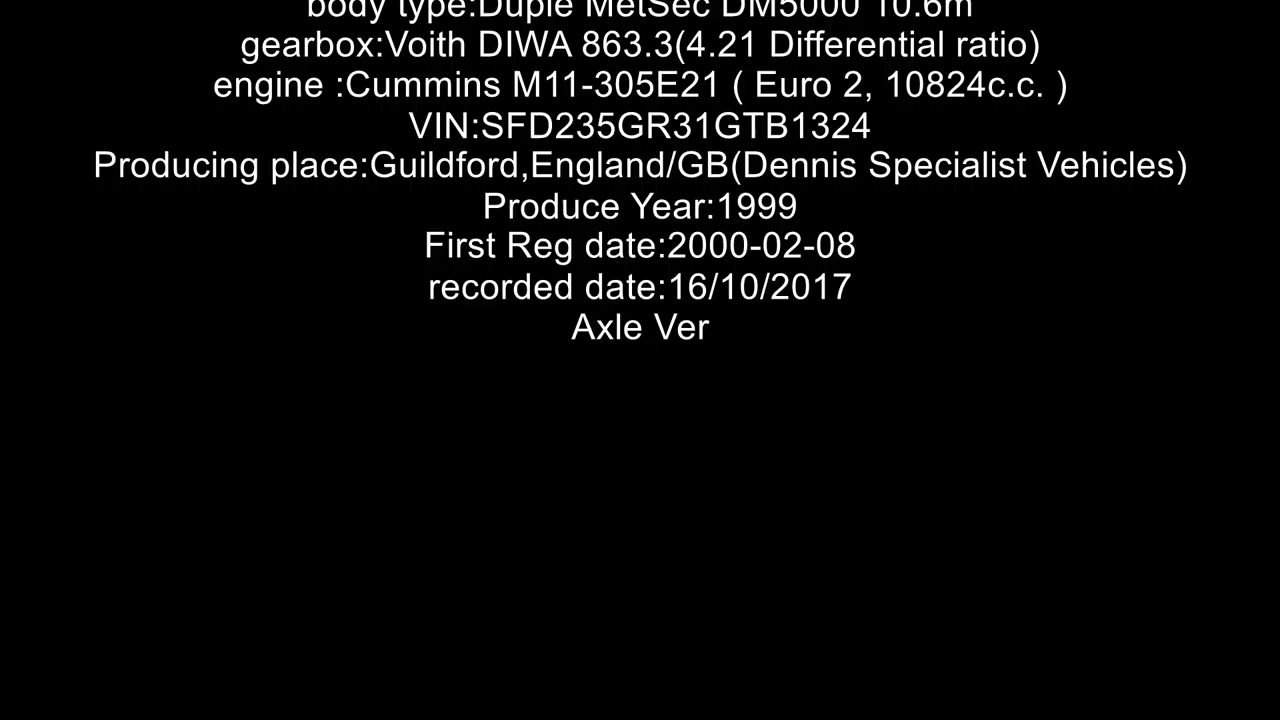 body type:Duple MetSec DM5000 10.6m
gearbox:Voith DIWA 863.3(4.21 Differential ratio)
engine :Cummins M11-305E21 ( Euro 2, 10824c.c. )
VIN:SFD235GR31GTB1324
Producing place:Guildford,England/GB(Dennis Specialist Vehicles)
Produce Year:1999
First Reg date:2000-02-08
recorded date:16/10/2017
Axle Ver